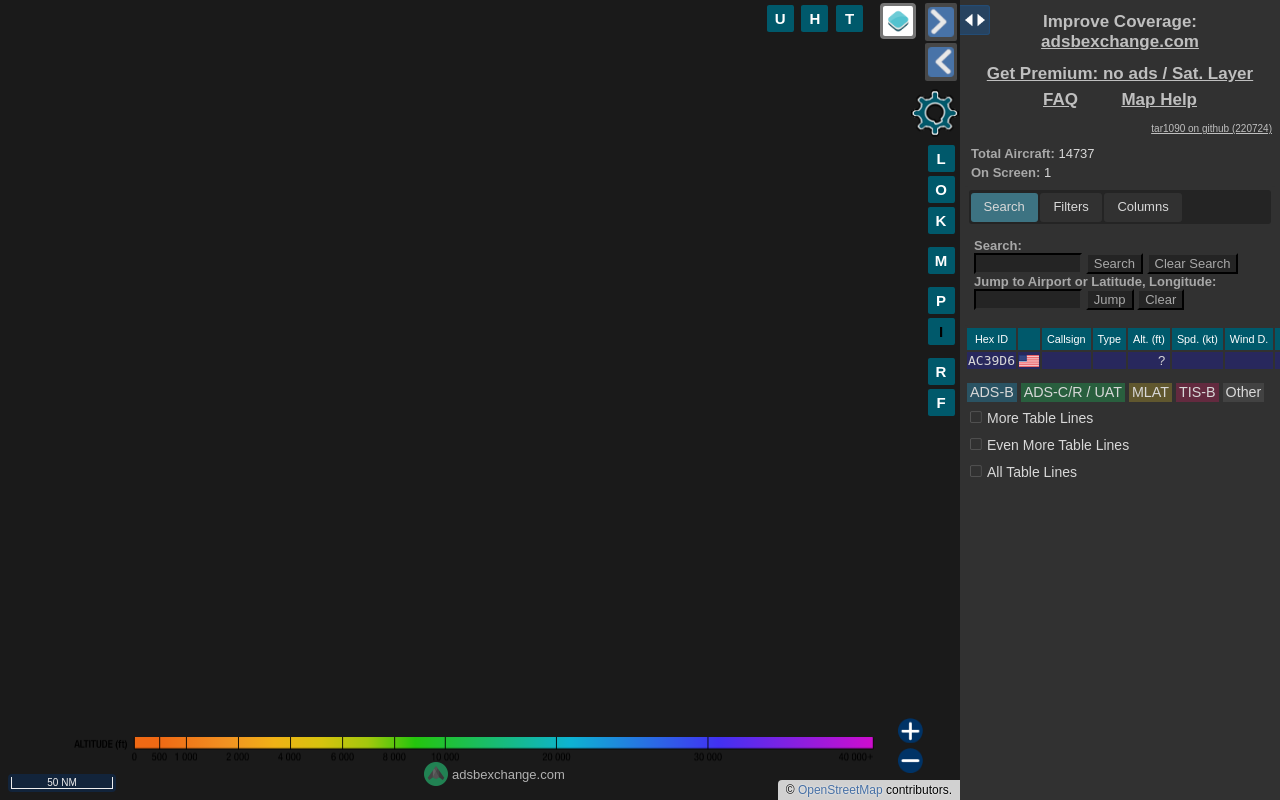 U H T
L
O
K
M
P
I
R
F
Improve Coverage:
adsbexchange.com
Get Premium: no ads / Sat. Layer
FAQ Map Help
tar1090 on github (220724)
Total Aircraft: 14737
On Screen: 1
Search Filters Columns
Search:
Search Clear Search
Jump to Airport or Latitude, Longitude:
Jump Clear
Hex ID Callsign Type Alt. (ft) Spd. (kt) Wind D.
AC39D6 ?
ADS-B ADS-C/R / UAT MLAT TIS-B Other
More Table Lines
Even More Table Lines
All Table Lines
ALTITUDE (ft)
0 500 1 000 2 000 4 000 6 000 8 000 10 000 20 000 30 000 40 000+
adsbexchange.com
50 NM
© OpenStreetMap contributors.